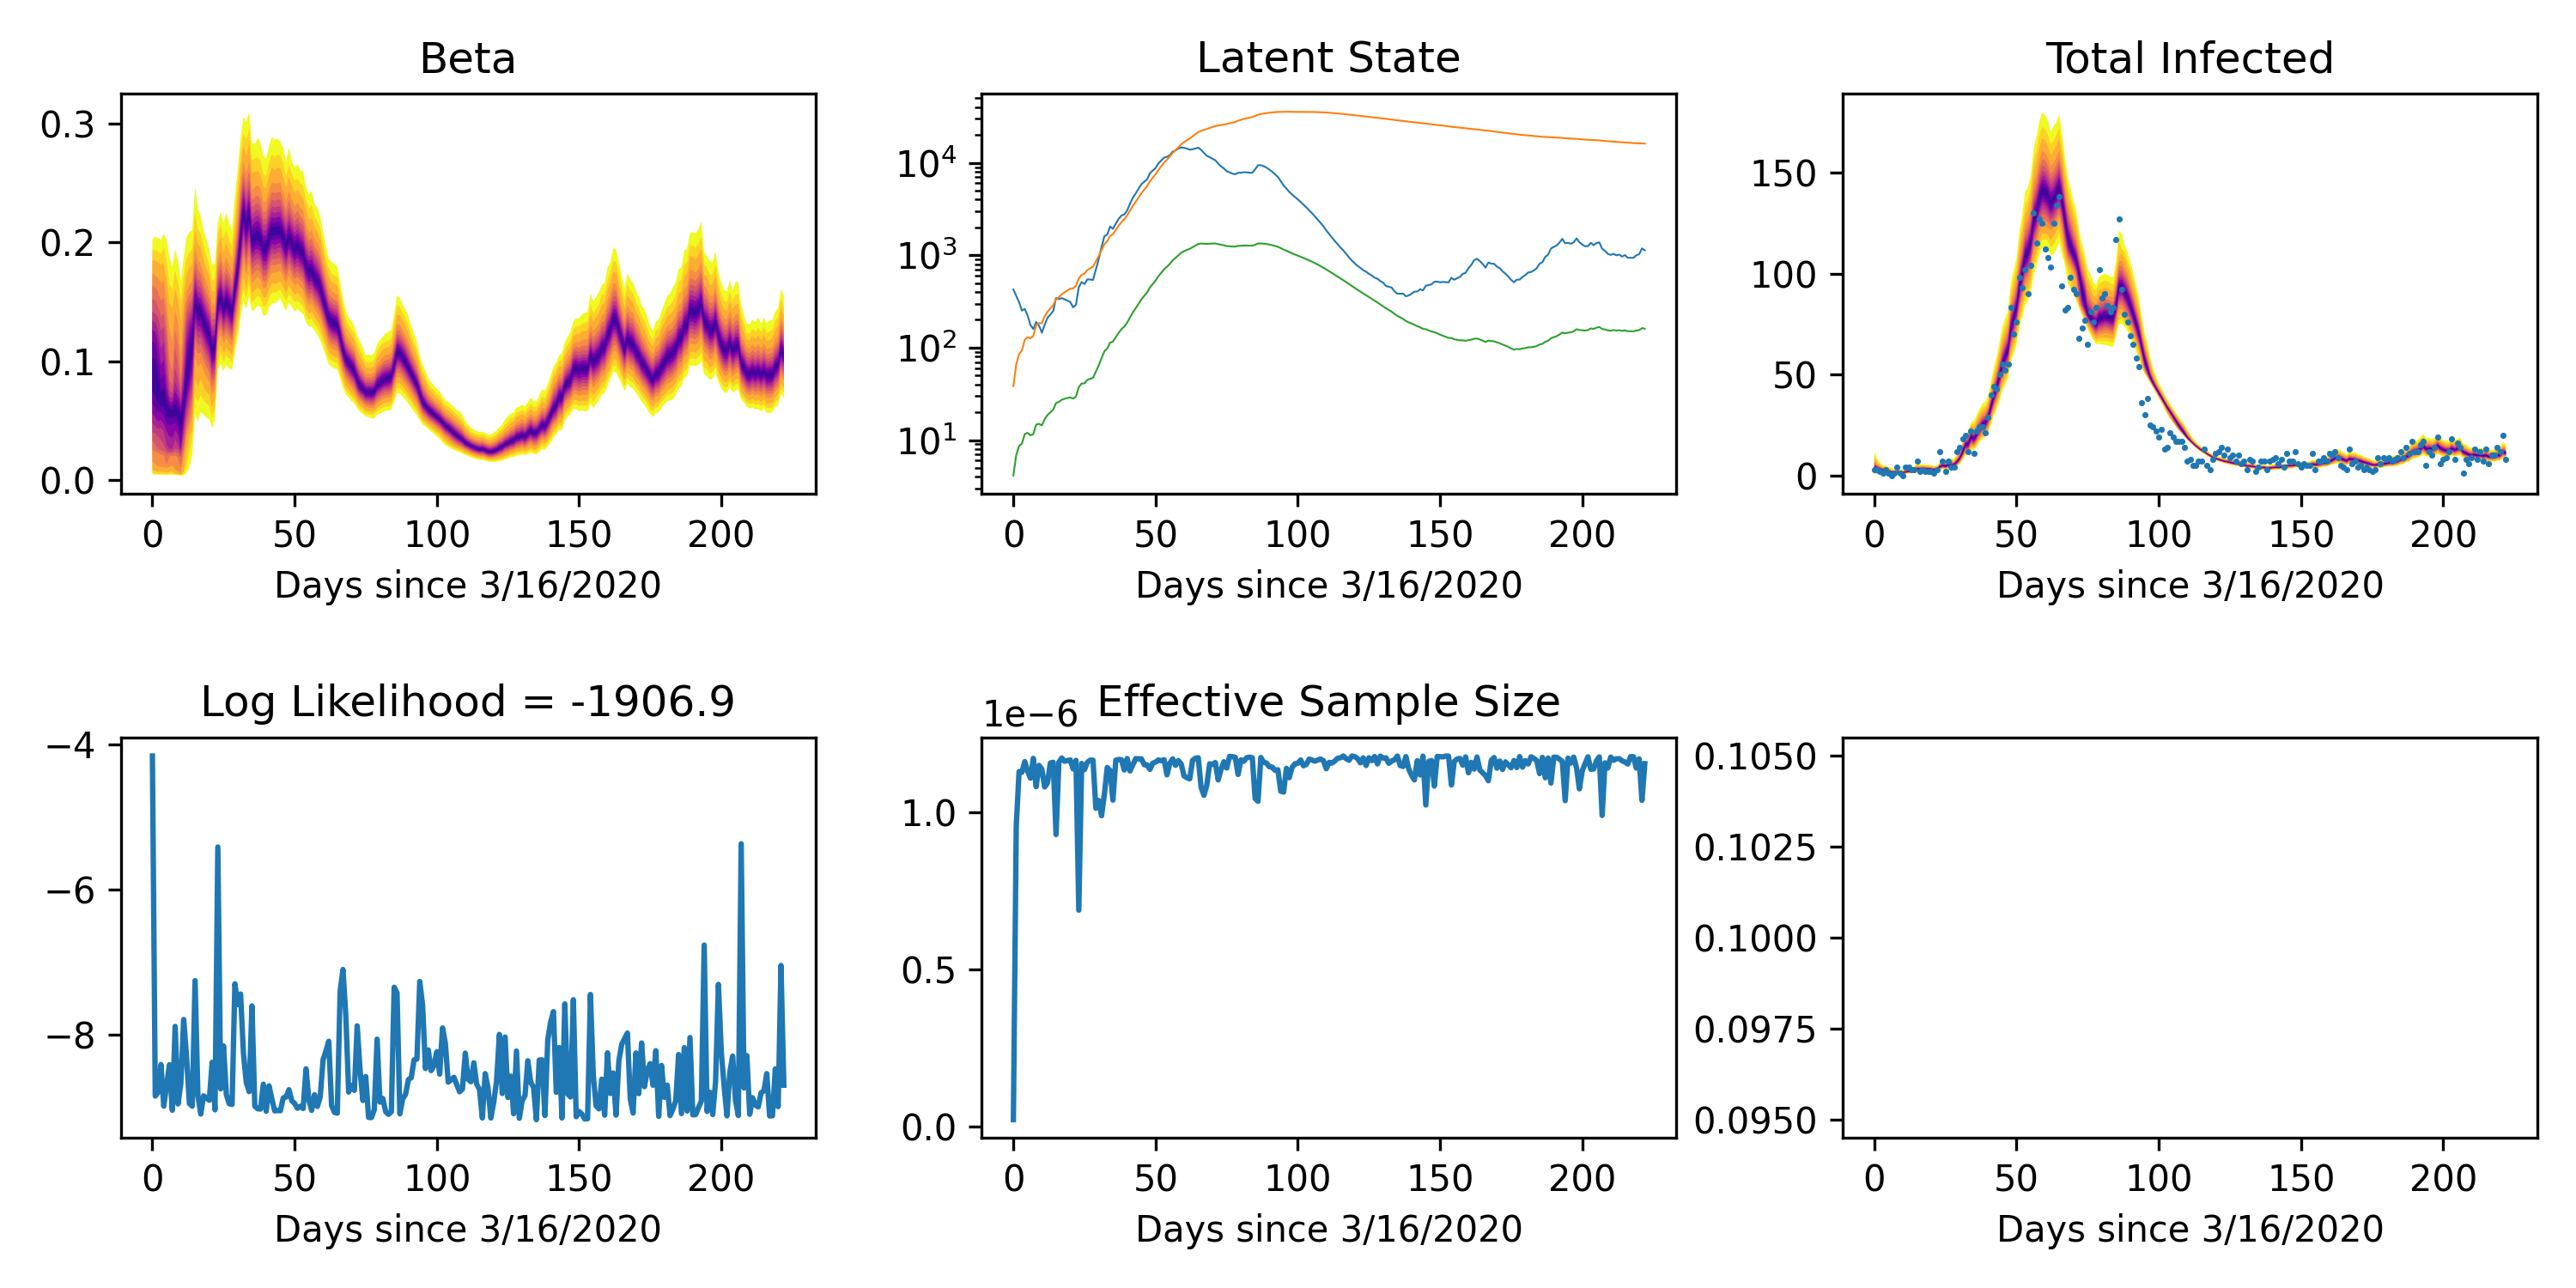 Beta
0.3
0.2
0.1
0.0
0 50 100 150 200
Days since 3/16/2020
Latent State
10^4
10^3
10^2
10^1
0 50 100 150 200
Days since 3/16/2020
Total Infected
150
100
50
0
0 50 100 150 200
Days since 3/16/2020
Log Likelihood = -1906.9
−4
−6
−8
0 50 100 150 200
Days since 3/16/2020
1e−6 Effective Sample Size
1.0
0.5
0.0
0 50 100 150 200
Days since 3/16/2020
0.1050
0.1025
0.1000
0.0975
0.0950
0 50 100 150 200
Days since 3/16/2020